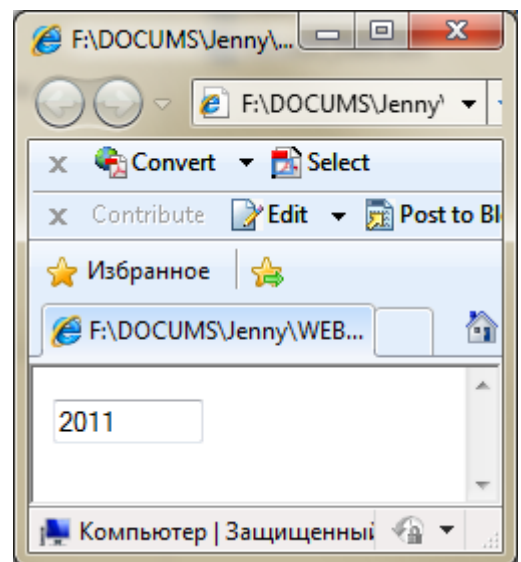 F:\DOCUMS\Jenny\...
F:\DOCUMS\Jenny\
x Convert Select
x Contribute Edit Post to Bl
Избранное
F:\DOCUMS\Jenny\WEB...
2011
Компьютер | Защищенный